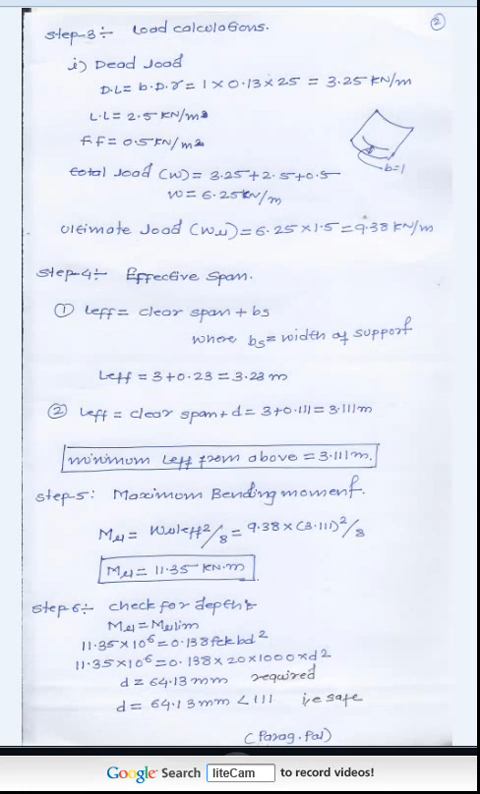 ②
Step-3 ÷ Load calculations.
i) Dead load
D.L = b.D.γ = 1 x 0.13 x 25 = 3.25 KN/m
L.L = 2.5 KN/m2
F.F = 0.5 KN/m2
b=1
total load (W) = 3.25 + 2.5 + 0.5
W = 6.25 KN/m
Ultimate load (Wu) = 6.25 x 1.5 = 9.38 KN/m
Step-4 ÷ Effective Span.
① Leff = clear span + bs
where bs = width of support
Leff = 3 + 0.23 = 3.23 m
② Leff = clear span + d = 3 + 0.111 = 3.111 m
minimum Leff from above = 3.111 m.
Step-5: Maximum Bending moment.
Mu = Wuleff²/8 = 9.38 x (3.111)²/8
Mu = 11.35 KN.m
Step-6 ÷ check for depth ÷
Mu = Mulim
11.35 x 10⁶ = 0.138 fck bd²
11.35 x 10⁶ = 0.138 x 20 x 1000 x d²
d = 64.13 mm required
d = 64.13 mm < 111 i.e safe
(Parag. Pal)
Google Search liteCam to record videos!